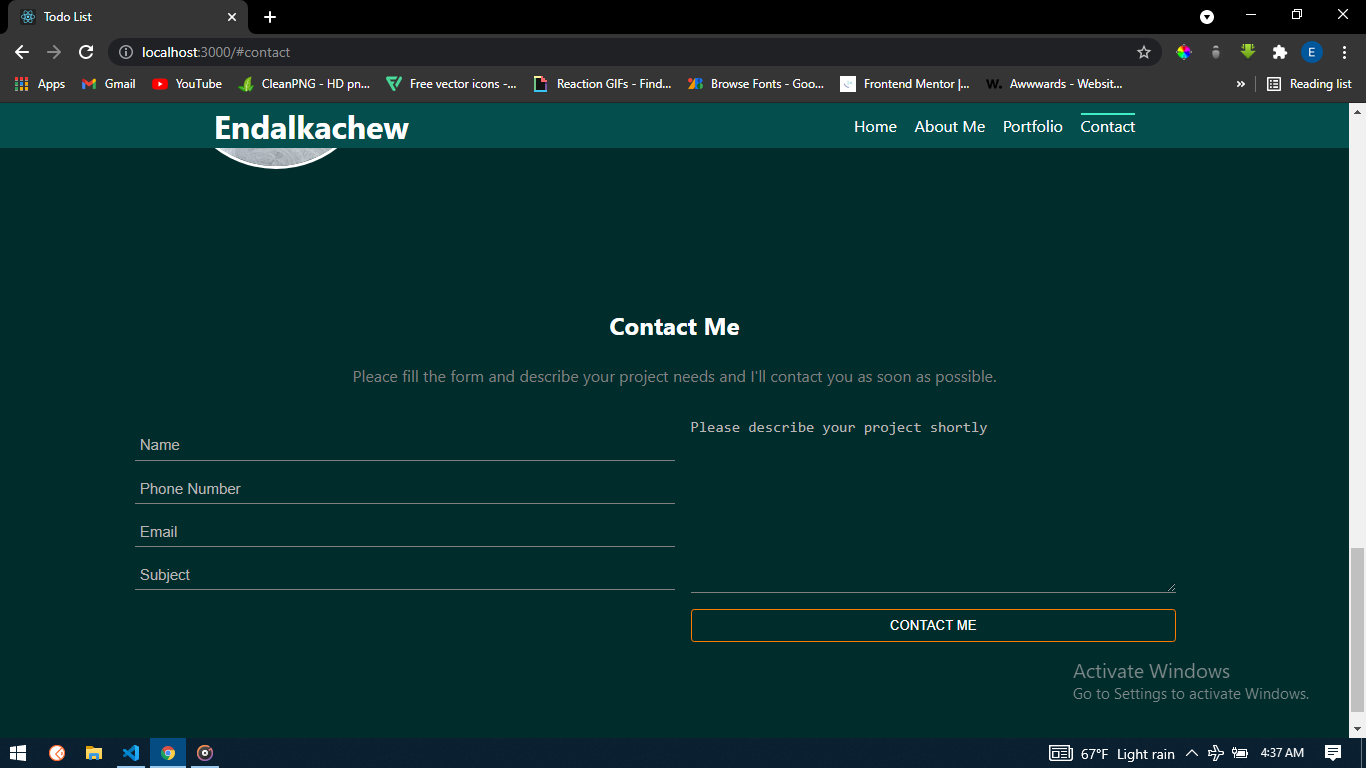 Todo List
localhost:3000/#contact
E
Apps
Gmail
YouTube
CleanPNG - HD pn...
Free vector icons -...
Reaction GIFs - Find...
Browse Fonts - Goo...
Frontend Mentor |...
W. Awwwards - Websit...
»
Reading list
Endalkachew
Home
About Me
Portfolio
Contact
Contact Me
Pleace fill the form and describe your project needs and I'll contact you as soon as possible.
Name
Phone Number
Email
Subject
Please describe your project shortly
CONTACT ME
Activate Windows
Go to Settings to activate Windows.
67°F Light rain
4:37 AM